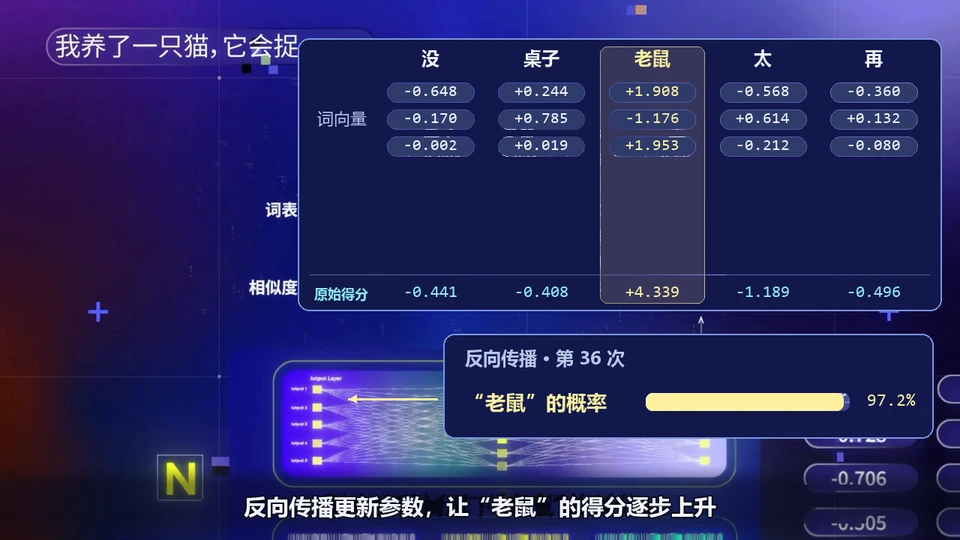 我养了一只猫，它会捉
没 桌子 老鼠 太 再
-0.648 +0.244 +1.908 -0.568 -0.360
词向量 -0.170 +0.785 -1.176 +0.614 +0.132
-0.002 +0.019 +1.953 -0.212 -0.080
词表
相似度
原始得分 -0.441 -0.408 +4.339 -1.189 -0.496
反向传播·第 36 次
“老鼠”的概率 97.2%
-0.706
N
反向传播更新参数，让“老鼠”的得分逐步上升